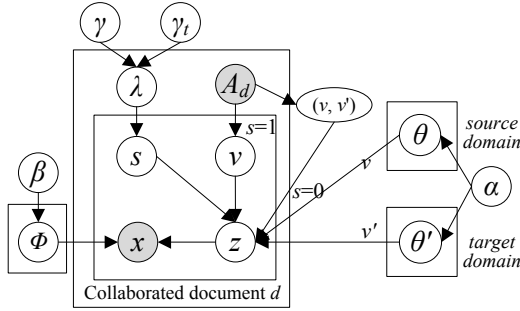 γ γt
λ Ad (v, v')
s=1
s v θ source domain
β v
s=0 α
Φ x z v' θ' target domain
Collaborated document d